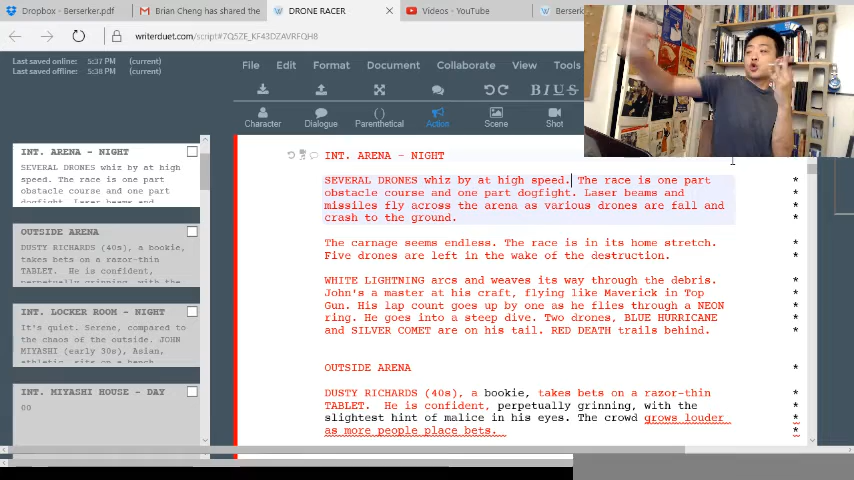 Dropbox - Berserker.pdf
Brian Cheng has shared the
DRONE RACER
Videos - YouTube
Berserk
writerduet.com/script#7Q5ZE_KF43DZAVRFQH8
Last saved online: 5:37 PM (current)
Last saved offline: 5:38 PM (current)
File Edit Format Document Collaborate View Tools
B I U S
Character
Dialogue
Parenthetical
Action
Scene
Shot
INT. ARENA - NIGHT
SEVERAL DRONES whiz by at high
speed. The race is one part
obstacle course and one part
dogfight. Laser beams and
OUTSIDE ARENA
DUSTY RICHARDS (40s), a bookie,
takes bets on a razor-thin
TABLET. He is confident,
perpetually grinning, with the
INT. LOCKER ROOM - NIGHT
It's quiet. Serene, compared to
the chaos of the outside. JOHN
MIYASHI (early 30s), Asian,
athletic, sits on a bench
INT. MIYASHI HOUSE - DAY
00
INT. ARENA - NIGHT
SEVERAL DRONES whiz by at high speed. The race is one part
obstacle course and one part dogfight. Laser beams and
missiles fly across the arena as various drones are fall and
crash to the ground.
The carnage seems endless. The race is in its home stretch.
Five drones are left in the wake of the destruction.
WHITE LIGHTNING arcs and weaves its way through the debris.
John's a master at his craft, flying like Maverick in Top
Gun. His lap count goes up by one as he flies through a NEON
ring. He goes into a steep dive. Two drones, BLUE HURRICANE
and SILVER COMET are on his tail. RED DEATH trails behind.
OUTSIDE ARENA
DUSTY RICHARDS (40s), a bookie, takes bets on a razor-thin
TABLET. He is confident, perpetually grinning, with the
slightest hint of malice in his eyes. The crowd grows louder
as more people place bets.